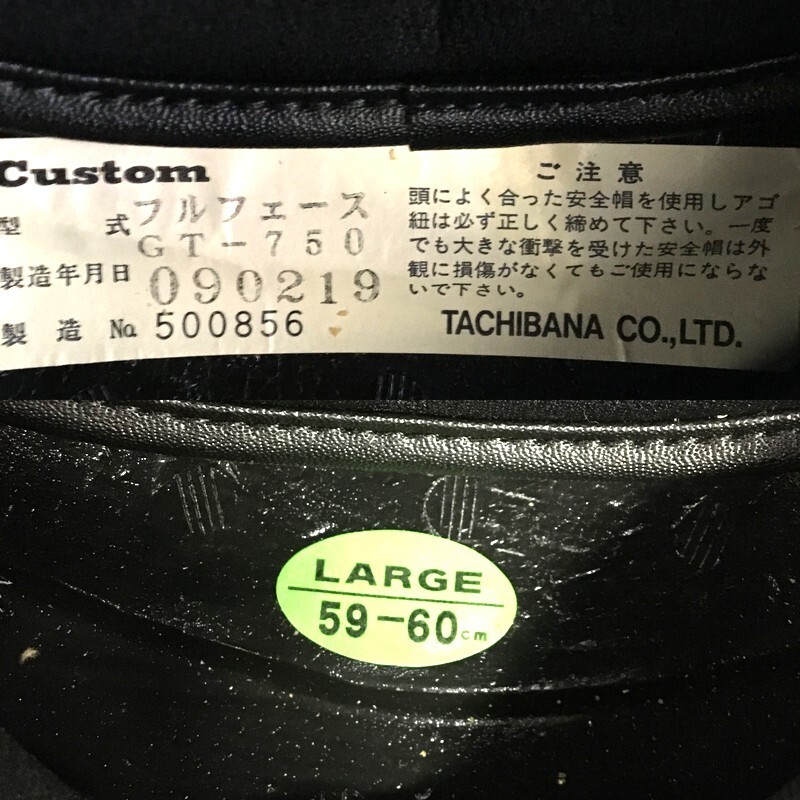 Custom
型 式 フルフェース
GT-750
製造年月日 090219
製造 No. 500856
ご注意
頭によく合った安全帽を使用しアゴ
紐は必ず正しく締めて下さい。一度
でも大きな衝撃を受けた安全帽は外
観に損傷がなくてもご使用にならな
いで下さい。
TACHIBANA CO.,LTD.
LARGE
59-60cm